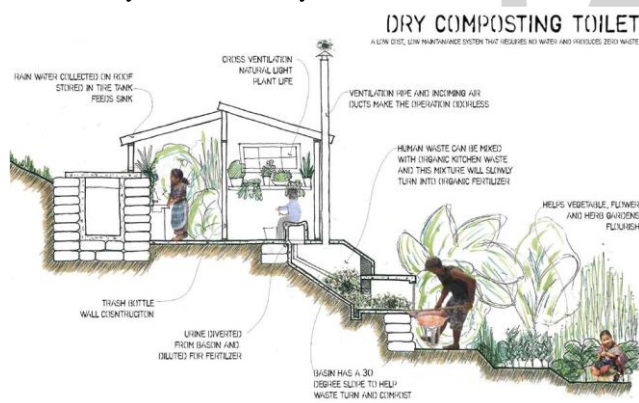 DRY COMPOSTING TOILET
A LOW COST, LOW MAINTANANCE SYSTEM THAT REQUIRES NO WATER AND PRODUCES ZERO WASTE
CROSS VENTILATION
NATURAL LIGHT
PLANT LIFE
RAIN WATER COLLECTED ON ROOF
STORED IN TIRE TANK
FEEDS SINK
VENTILATION PIPE AND INCOMING AIR
DUCTS MAKE THE OPERATION ODORLESS
HUMAN WASTE CAN BE MIXED
WITH ORGANIC KITCHEN WASTE
AND THIS MIXTURE WILL SLOWLY
TURN INTO ORGANIC FERTILIZER
HELPS VEGETABLE, FLOWER
AND HERB GARDENS
FLOURISH
TRASH BOTTLE
WALL COSNTRUCITON
URINE DIVERTED
FROM BASON AND
DILUTED FOR FERTILZER
BASIN HAS A 30
DEGREE SLOPE TO HELP
WASTE TURN AND COMPOST